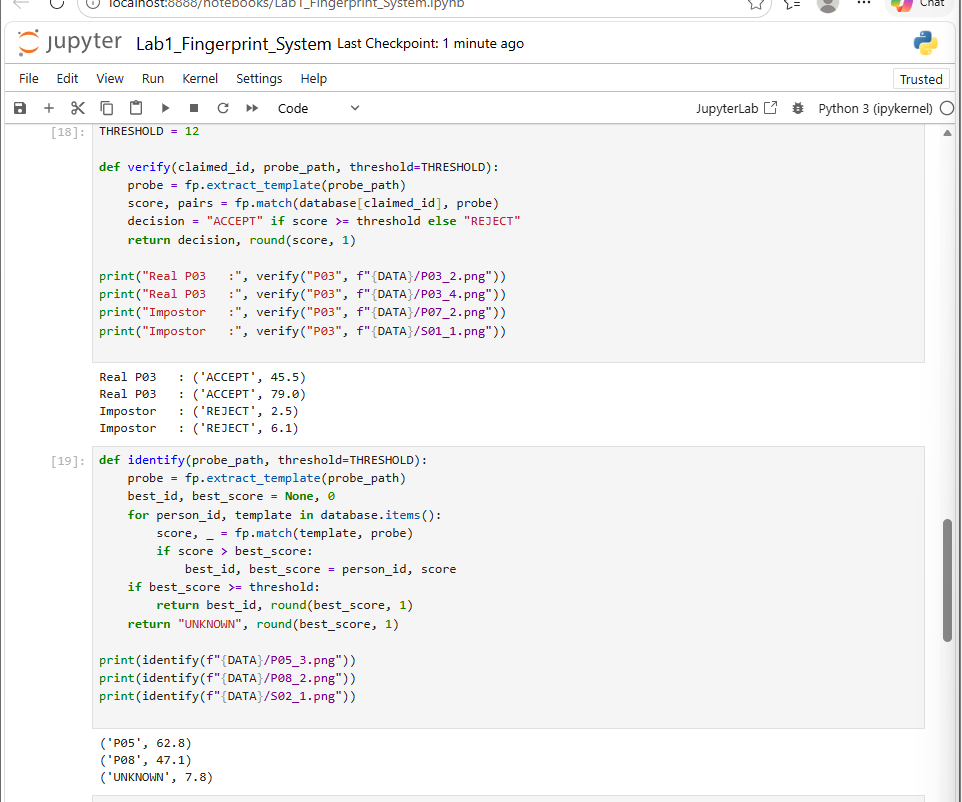 localhost:8888/notebooks/Lab1_Fingerprint_System.ipynb
Chat
jupyter Lab1_Fingerprint_System Last Checkpoint: 1 minute ago
File Edit View Run Kernel Settings Help Trusted
Code JupyterLab Python 3 (ipykernel)
[18]: THRESHOLD = 12
def verify(claimed_id, probe_path, threshold=THRESHOLD):
    probe = fp.extract_template(probe_path)
    score, pairs = fp.match(database[claimed_id], probe)
    decision = "ACCEPT" if score >= threshold else "REJECT"
    return decision, round(score, 1)
print("Real P03   :", verify("P03", f"{DATA}/P03_2.png"))
print("Real P03   :", verify("P03", f"{DATA}/P03_4.png"))
print("Impostor   :", verify("P03", f"{DATA}/P07_2.png"))
print("Impostor   :", verify("P03", f"{DATA}/S01_1.png"))
Real P03   : ('ACCEPT', 45.5)
Real P03   : ('ACCEPT', 79.0)
Impostor   : ('REJECT', 2.5)
Impostor   : ('REJECT', 6.1)
[19]: def identify(probe_path, threshold=THRESHOLD):
    probe = fp.extract_template(probe_path)
    best_id, best_score = None, 0
    for person_id, template in database.items():
        score, _ = fp.match(template, probe)
        if score > best_score:
            best_id, best_score = person_id, score
    if best_score >= threshold:
        return best_id, round(best_score, 1)
    return "UNKNOWN", round(best_score, 1)
print(identify(f"{DATA}/P05_3.png"))
print(identify(f"{DATA}/P08_2.png"))
print(identify(f"{DATA}/S02_1.png"))
('P05', 62.8)
('P08', 47.1)
('UNKNOWN', 7.8)